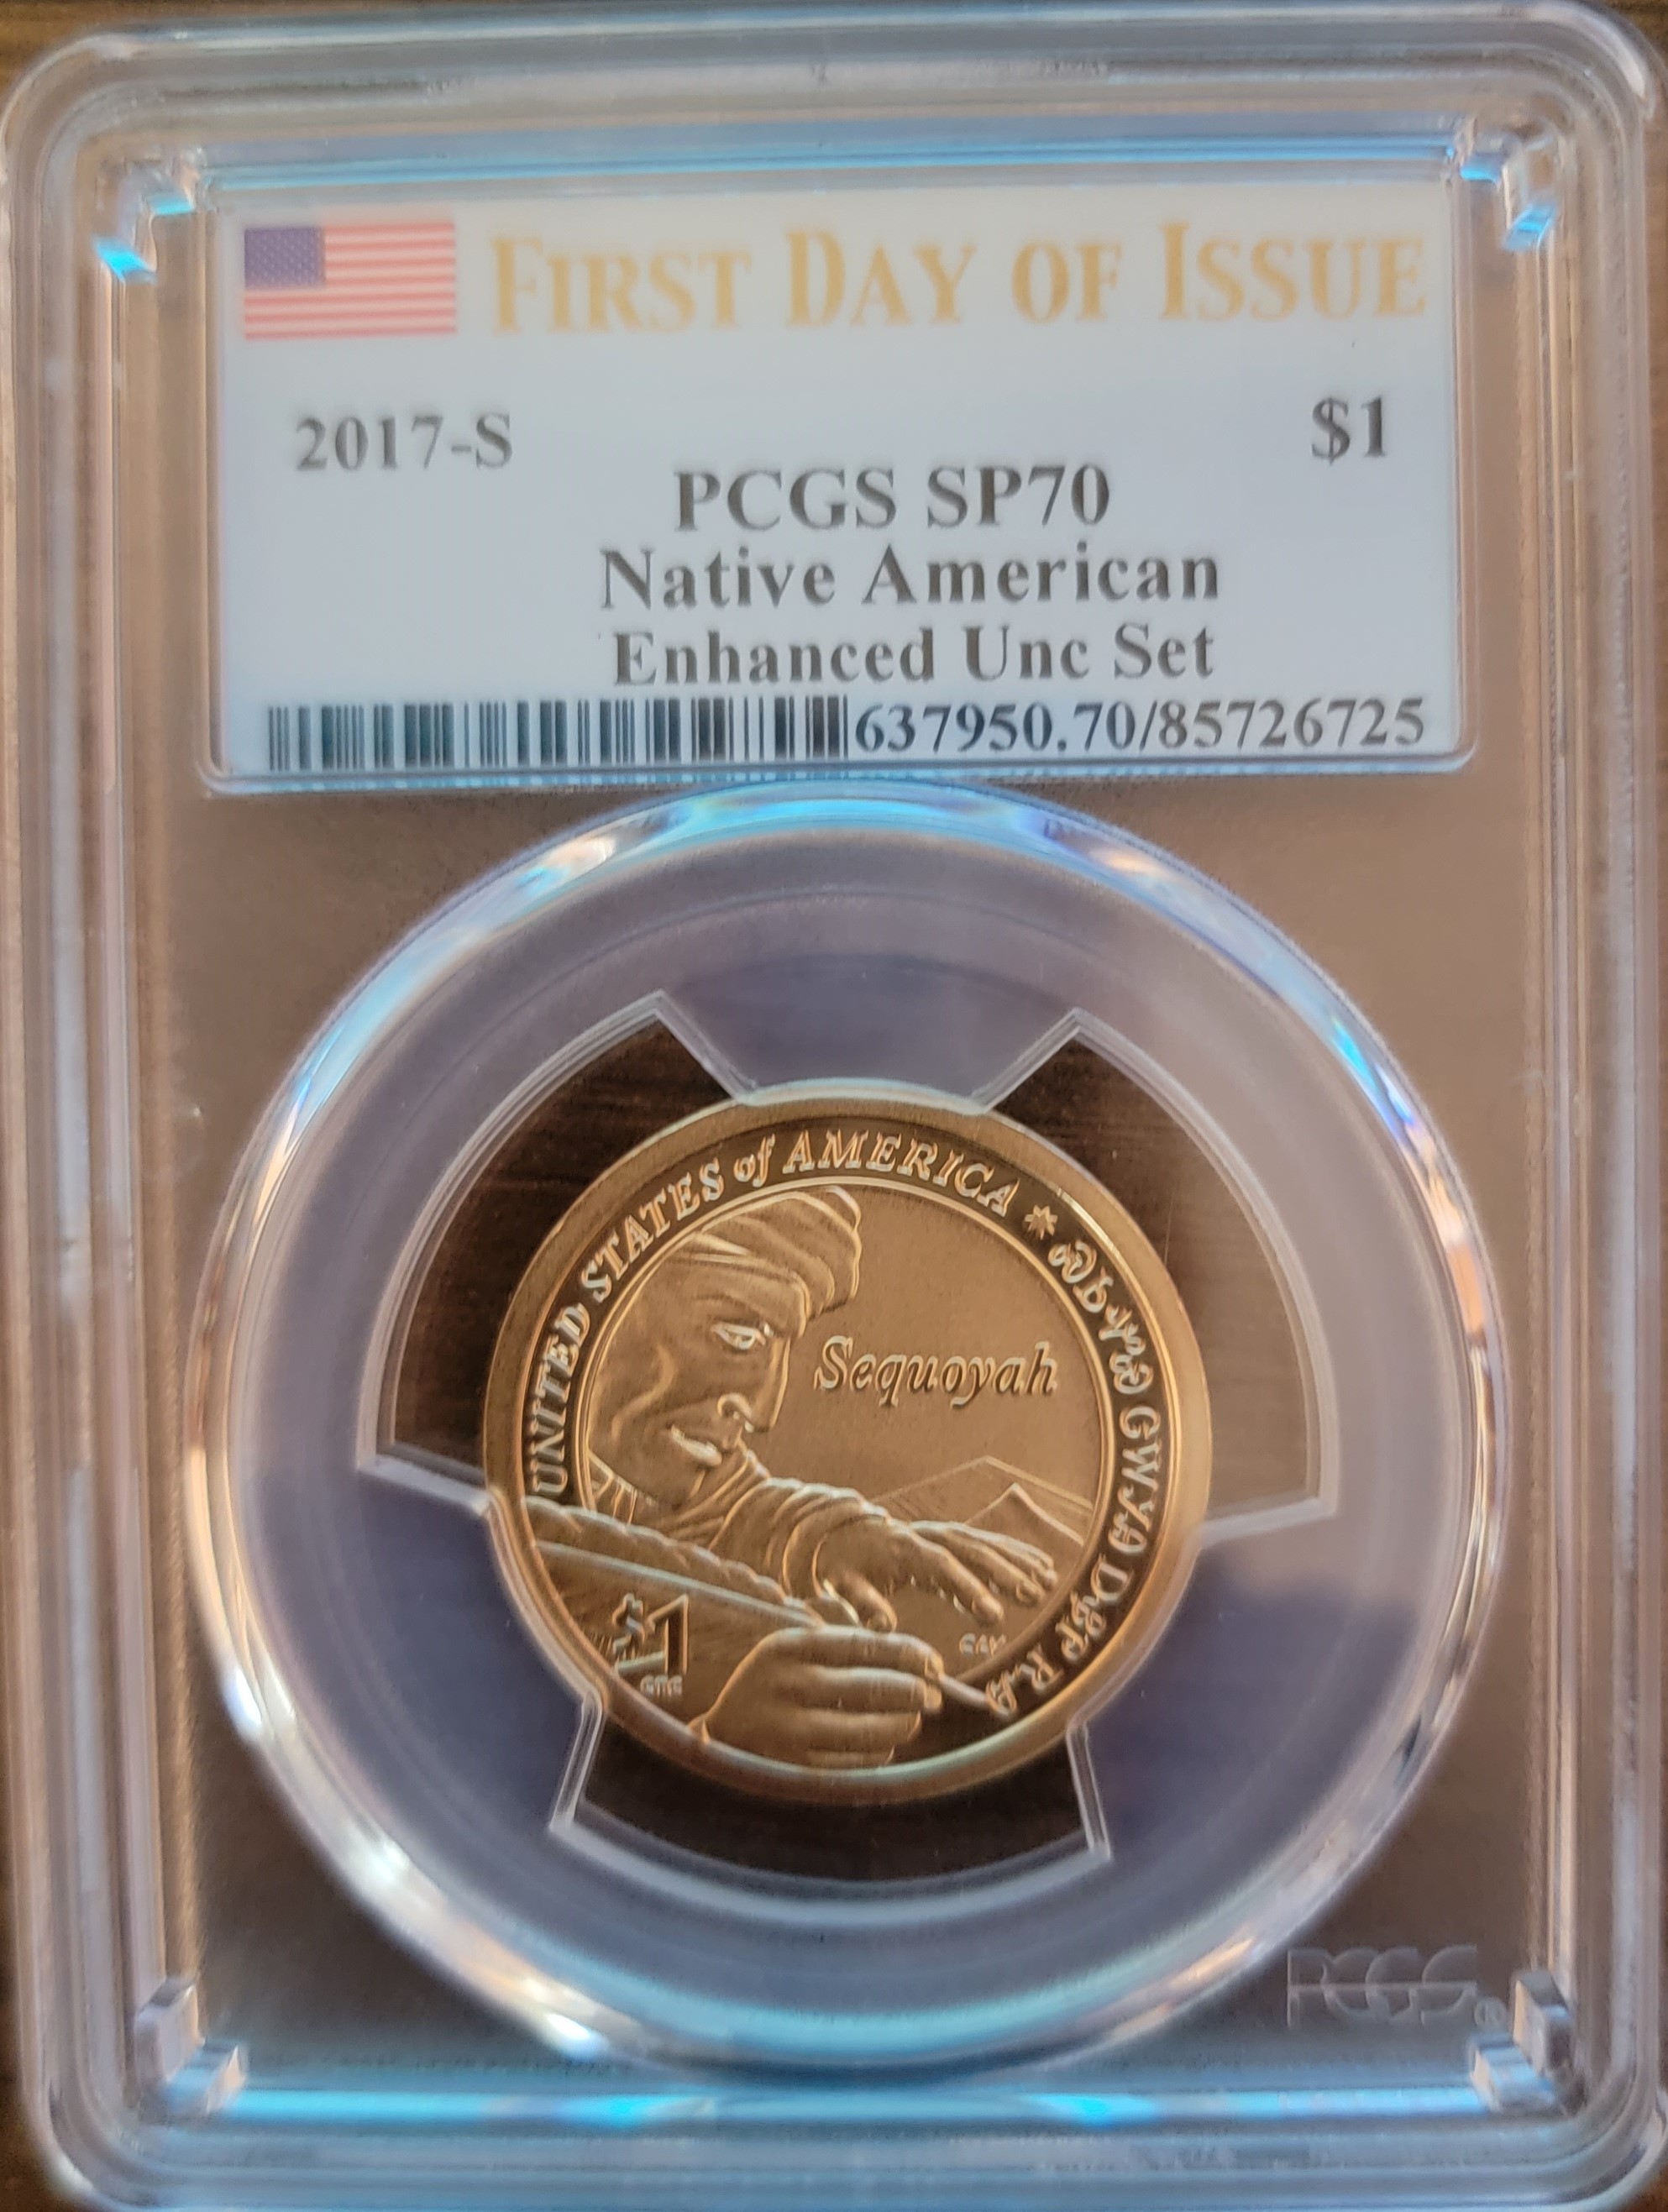 FIRST DAY OF ISSUE
2017-S
$1
PCGS SP70
Native American
Enhanced Unc Set
637950.70/85726725
UNITED STATES of AMERICA
Sequoyah
$1
PCGS